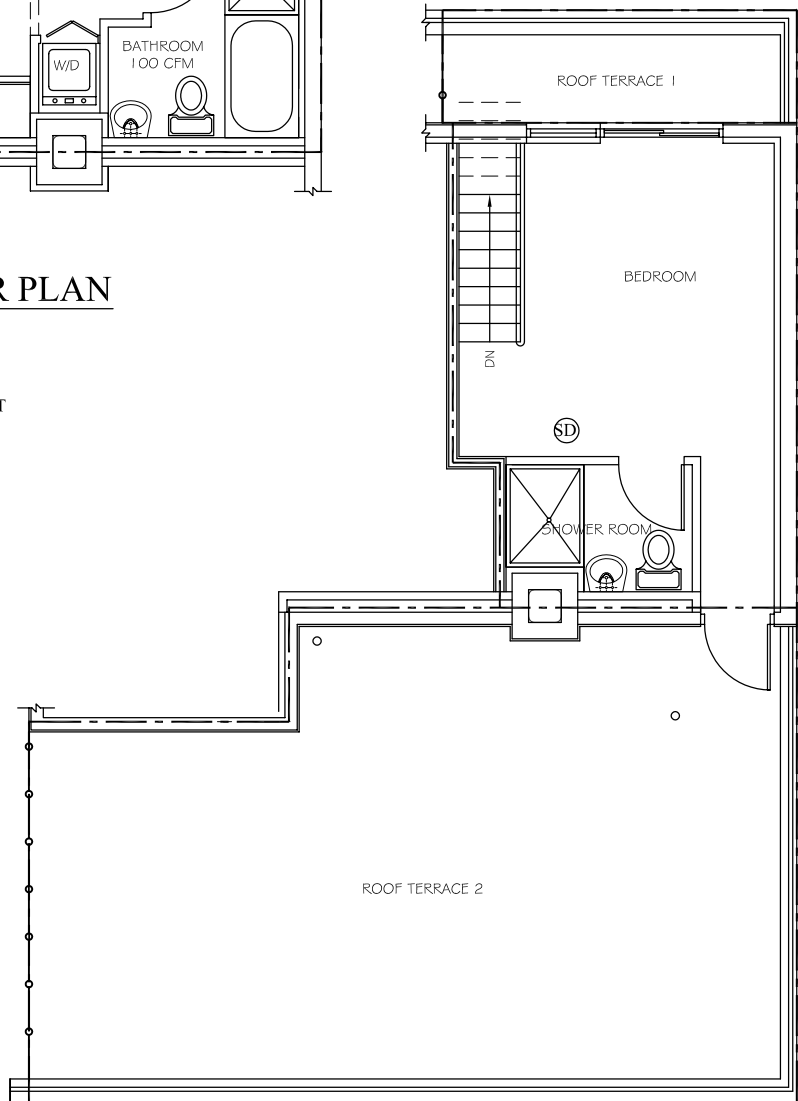 BATHROOM
100 CFM
W/D
ROOF TERRACE 1
BEDROOM
R PLAN
DN
T
SD
SHOWER ROOM
ROOF TERRACE 2